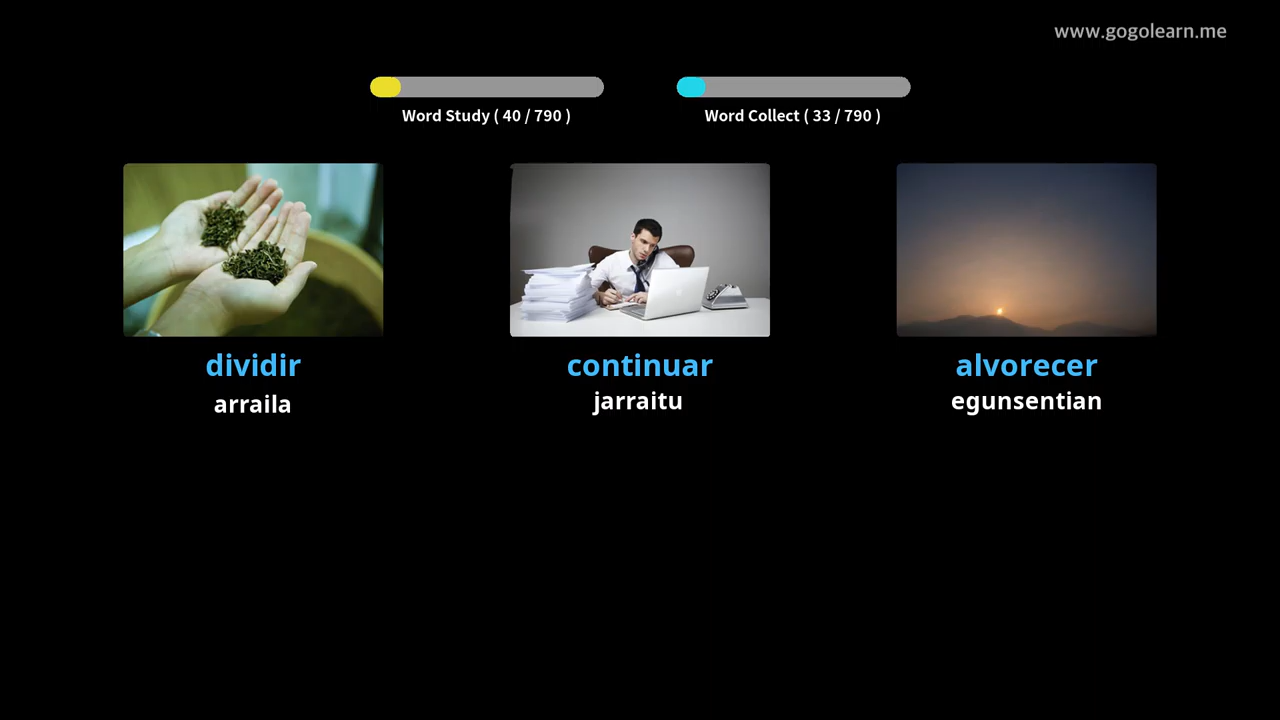 www.gogolearn.me
Word Study ( 40 / 790 )
Word Collect ( 33 / 790 )
dividir
arraila
continuar
jarraitu
alvorecer
egunsentian